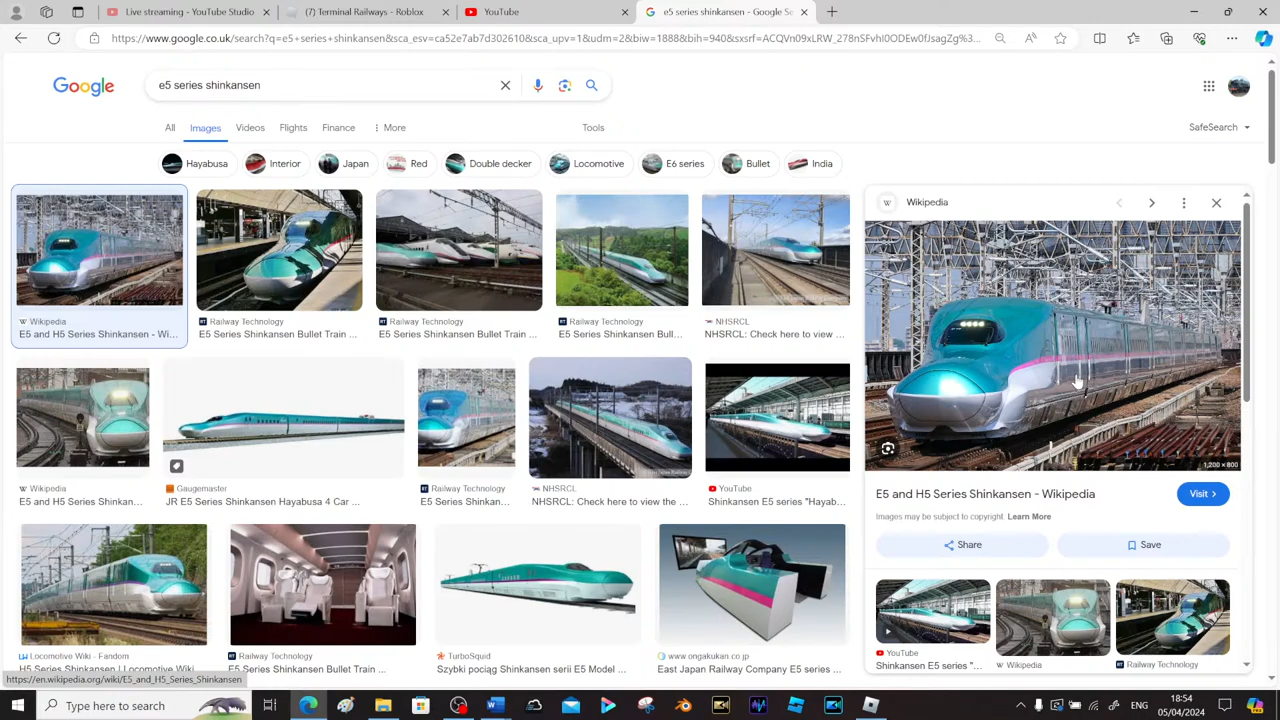 Live streaming - YouTube Studio
(7) Terminal Railways - Roblox
YouTube
e5 series shinkansen - Google Se
https://www.google.co.uk/search?q=e5+series+shinkansen&sca_esv=ca52e7ab7d302610&sca_upv=1&udm=2&biw=1888&bih=940&sxsrf=ACQVn09xLRW_278nSFvhI0ODEw0fJsagZg%3...
Google
e5 series shinkansen
All
Images
Videos
Flights
Finance
More
Tools
SafeSearch
Hayabusa
Interior
Japan
Red
Double decker
Locomotive
E6 series
Bullet
India
Wikipedia
E5 and H5 Series Shinkansen - Wi...
Railway Technology
E5 Series Shinkansen Bullet Train ...
Railway Technology
E5 Series Shinkansen Bullet Train ...
Railway Technology
E5 Series Shinkansen Bull...
NHSRCL
NHSRCL: Check here to view ...
Wikipedia
E5 and H5 Series Shinkan...
Gaugemaster
JR E5 Series Shinkansen Hayabusa 4 Car ...
Railway Technology
E5 Series Shinkan...
NHSRCL
NHSRCL: Check here to view the ...
YouTube
Shinkansen E5 series "Hayab...
Locomotive Wiki - Fandom
H5 Series Shinkansen | Locomotive Wiki
Railway Technology
E5 Series Shinkansen Bullet Train ...
TurboSquid
Szybki pociąg Shinkansen serii E5 Model ...
www.ongakukan.co.jp
East Japan Railway Company E5 series ...
Wikipedia
1,200 × 800
E5 and H5 Series Shinkansen - Wikipedia
Visit
Images may be subject to copyright. Learn More
Share
Save
YouTube
Shinkansen E5 series "...
Wikipedia
Railway Technology
https://en.wikipedia.org/wiki/E5_and_H5_Series_Shinkansen
Type here to search
ENG
18:54
05/04/2024